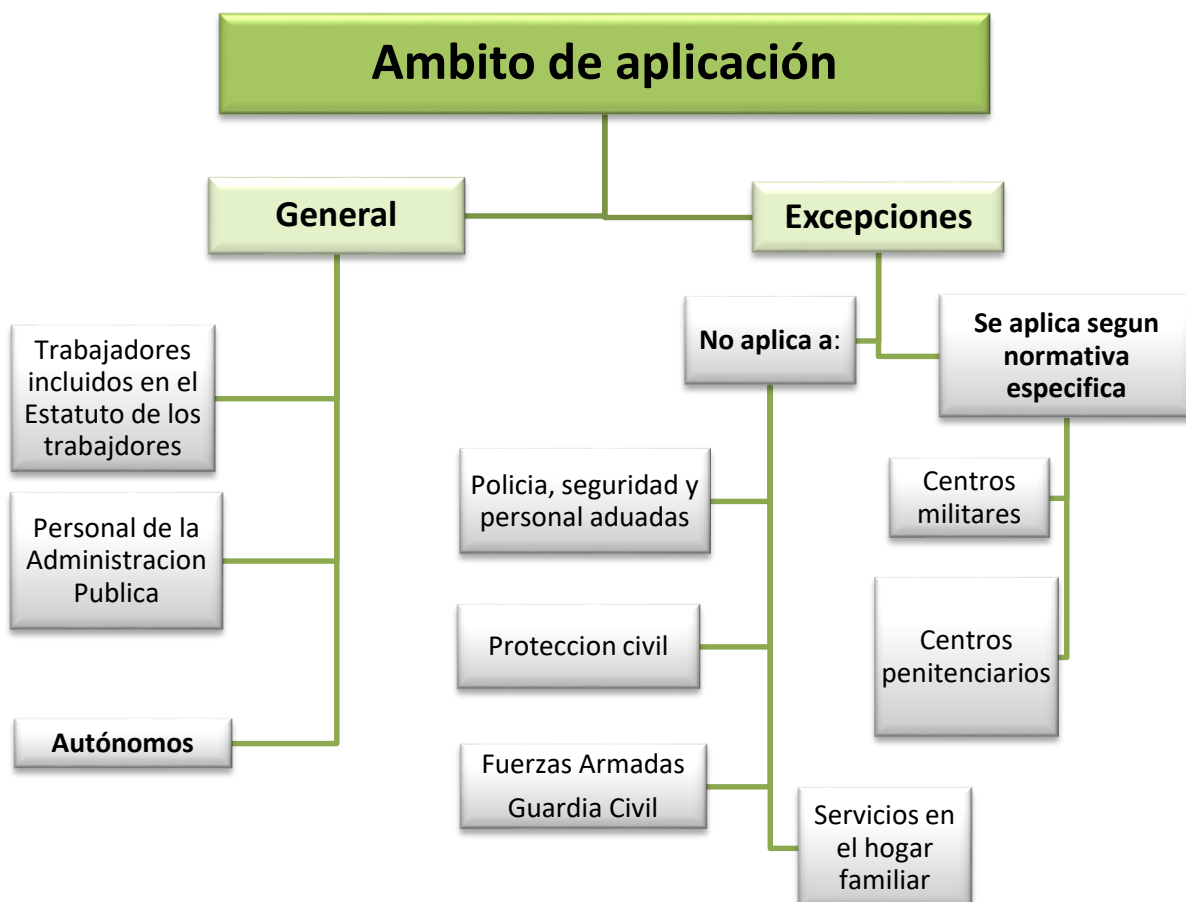 Ambito de aplicación
General
Excepciones
Trabajadores
incluidos en el
Estatuto de los
trabajdores
Personal de la
Administracion
Publica
Autónomos
No aplica a:
Policia, seguridad y
personal aduadas
Proteccion civil
Fuerzas Armadas
Guardia Civil
Servicios en
el hogar
familiar
Se aplica segun
normativa
especifica
Centros
militares
Centros
penitenciarios